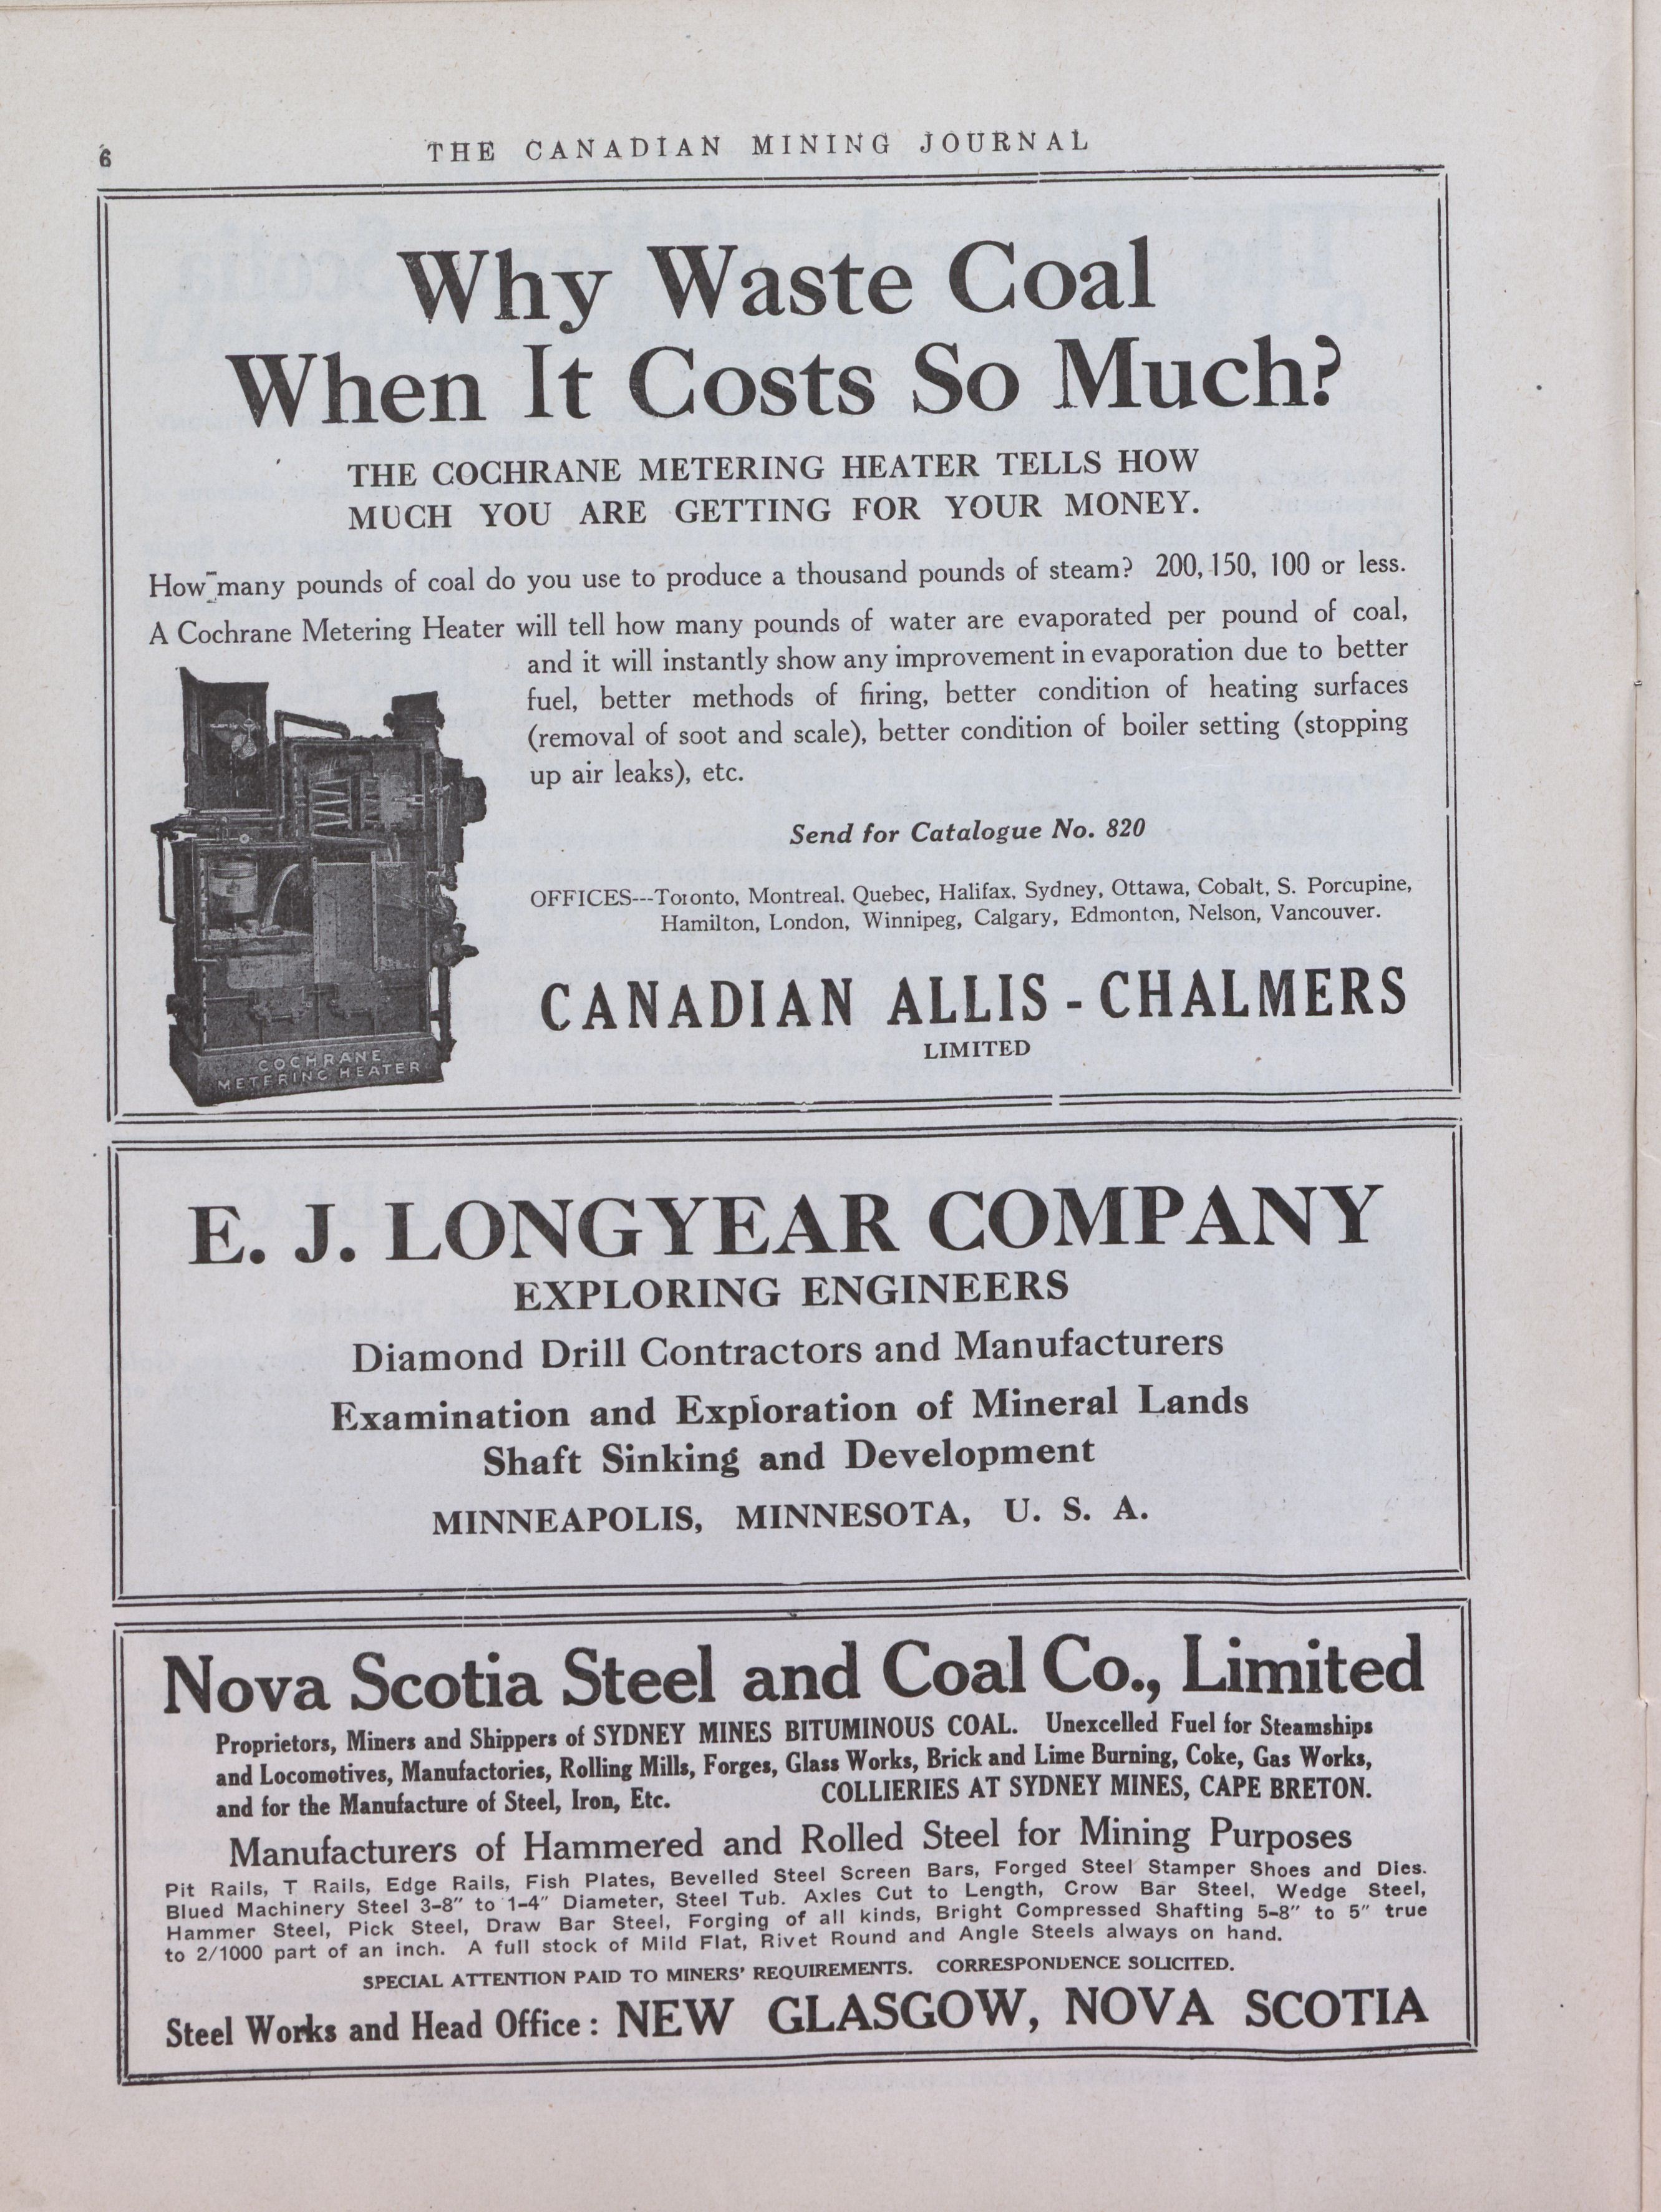 6
THE CANADIAN MINING JOURNAL
Why Waste Coal
When It Costs So Much?
THE COCHRANE METERING HEATER TELLS HOW
MUCH YOU ARE GETTING FOR YOUR MONEY.
How many pounds of coal do you use to produce a thousand pounds of steam? 200, 150, 100 or less.
A Cochrane Metering Heater will tell how many pounds of water are evaporated per pound of coal,
and it will instantly show any improvement in evaporation due to better
fuel, better methods of firing, better condition of heating surfaces
(removal of soot and scale), better condition of boiler setting (stopping
up air leaks), etc.
Send for Catalogue No. 820
OFFICES---Toronto, Montreal, Quebec, Halifax, Sydney, Ottawa, Cobalt, S. Porcupine,
Hamilton, London, Winnipeg, Calgary, Edmonton, Nelson, Vancouver.
CANADIAN ALLIS - CHALMERS
LIMITED
COCHRANE
METERING HEATER
E. J. LONGYEAR COMPANY
EXPLORING ENGINEERS
Diamond Drill Contractors and Manufacturers
Examination and Exploration of Mineral Lands
Shaft Sinking and Development
MINNEAPOLIS, MINNESOTA, U. S. A.
Nova Scotia Steel and Coal Co., Limited
Proprietors, Miners and Shippers of SYDNEY MINES BITUMINOUS COAL. Unexcelled Fuel for Steamships
and Locomotives, Manufactories, Rolling Mills, Forges, Glass Works, Brick and Lime Burning, Coke, Gas Works,
and for the Manufacture of Steel, Iron, Etc. COLLIERIES AT SYDNEY MINES, CAPE BRETON.
Manufacturers of Hammered and Rolled Steel for Mining Purposes
Pit Rails, T Rails, Edge Rails, Fish Plates, Bevelled Steel Screen Bars, Forged Steel Stamper Shoes and Dies.
Blued Machinery Steel 3-8″ to 1-4″ Diameter, Steel Tub. Axles Cut to Length, Crow Bar Steel, Wedge Steel,
Hammer Steel, Pick Steel, Draw Bar Steel, Forging of all kinds, Bright Compressed Shafting 5-8″ to 5″ true
to 2/1000 part of an inch. A full stock of Mild Flat, Rivet Round and Angle Steels always on hand.
SPECIAL ATTENTION PAID TO MINERS' REQUIREMENTS. CORRESPONDENCE SOLICITED.
Steel Works and Head Office : NEW GLASGOW, NOVA SCOTIA